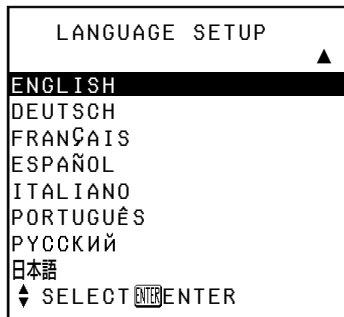 LANGUAGE SETUP
▲
ENGLISH
DEUTSCH
FRANÇAIS
ESPAÑOL
ITALIANO
PORTUGUÊS
РУССКИЙ
日本語
SELECT ENTER ENTER